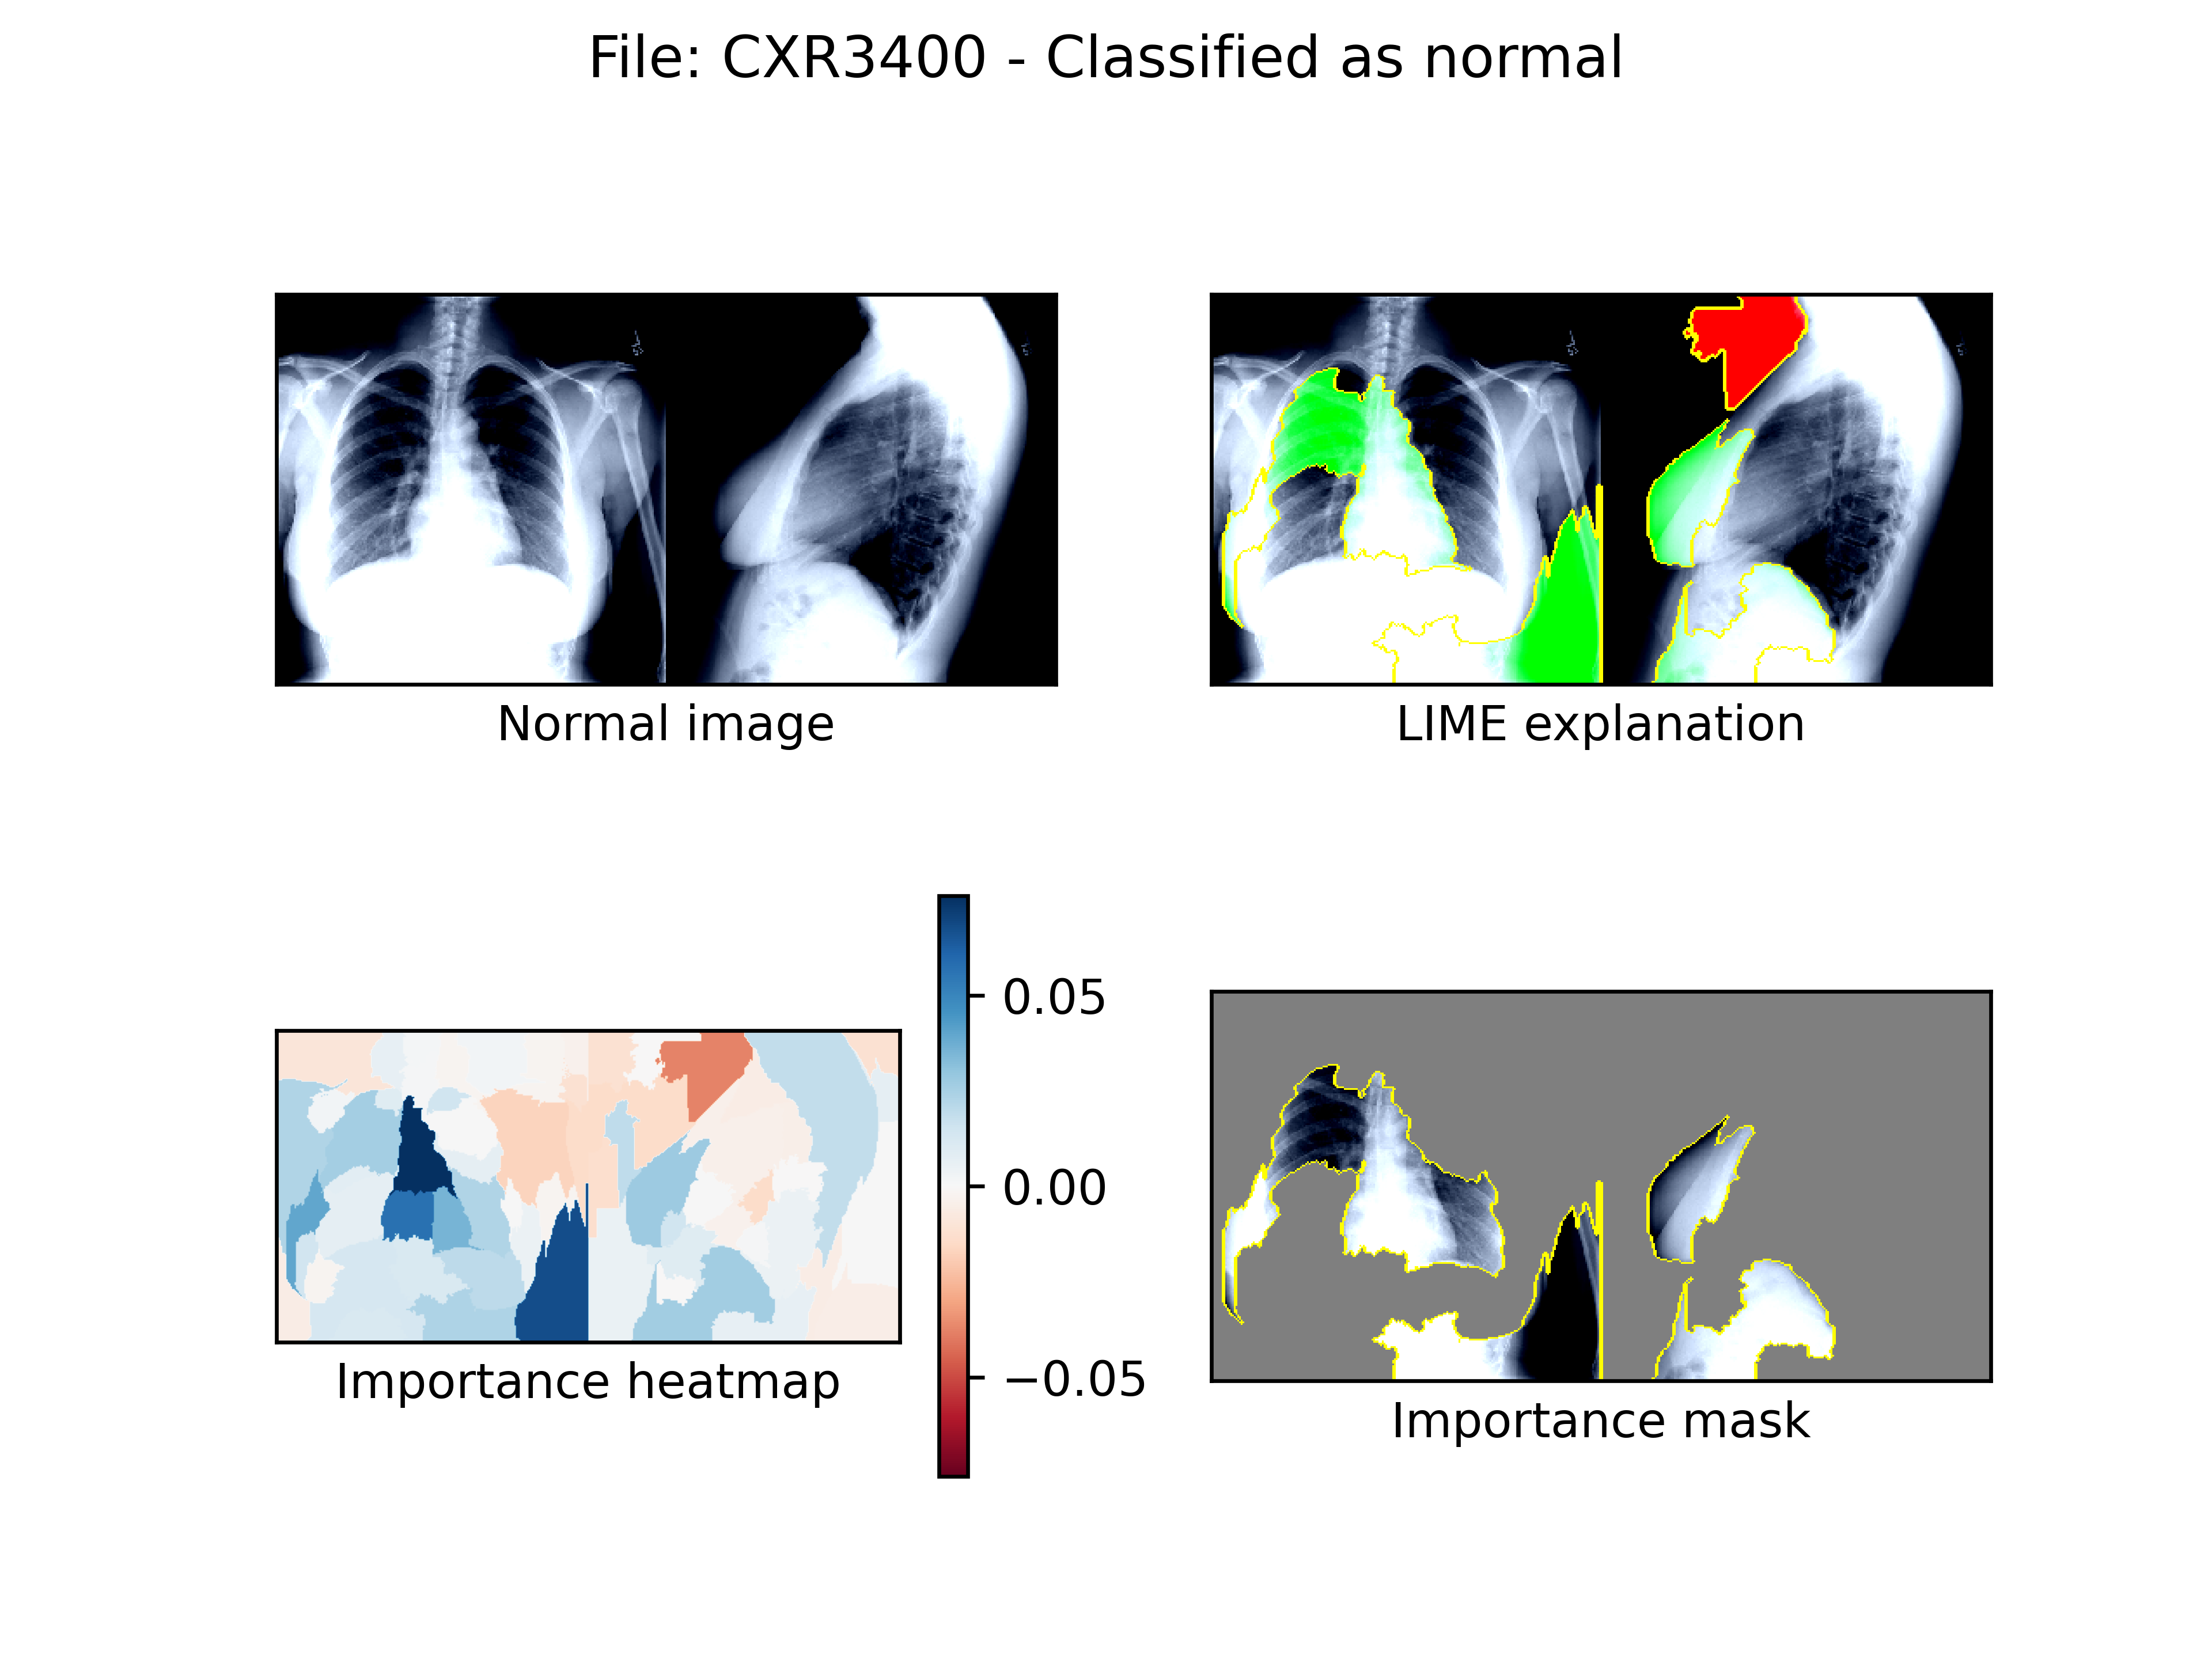 File: CXR3400 - Classified as normal
Normal image
LIME explanation
0.05
0.00
−0.05
Importance heatmap
Importance mask